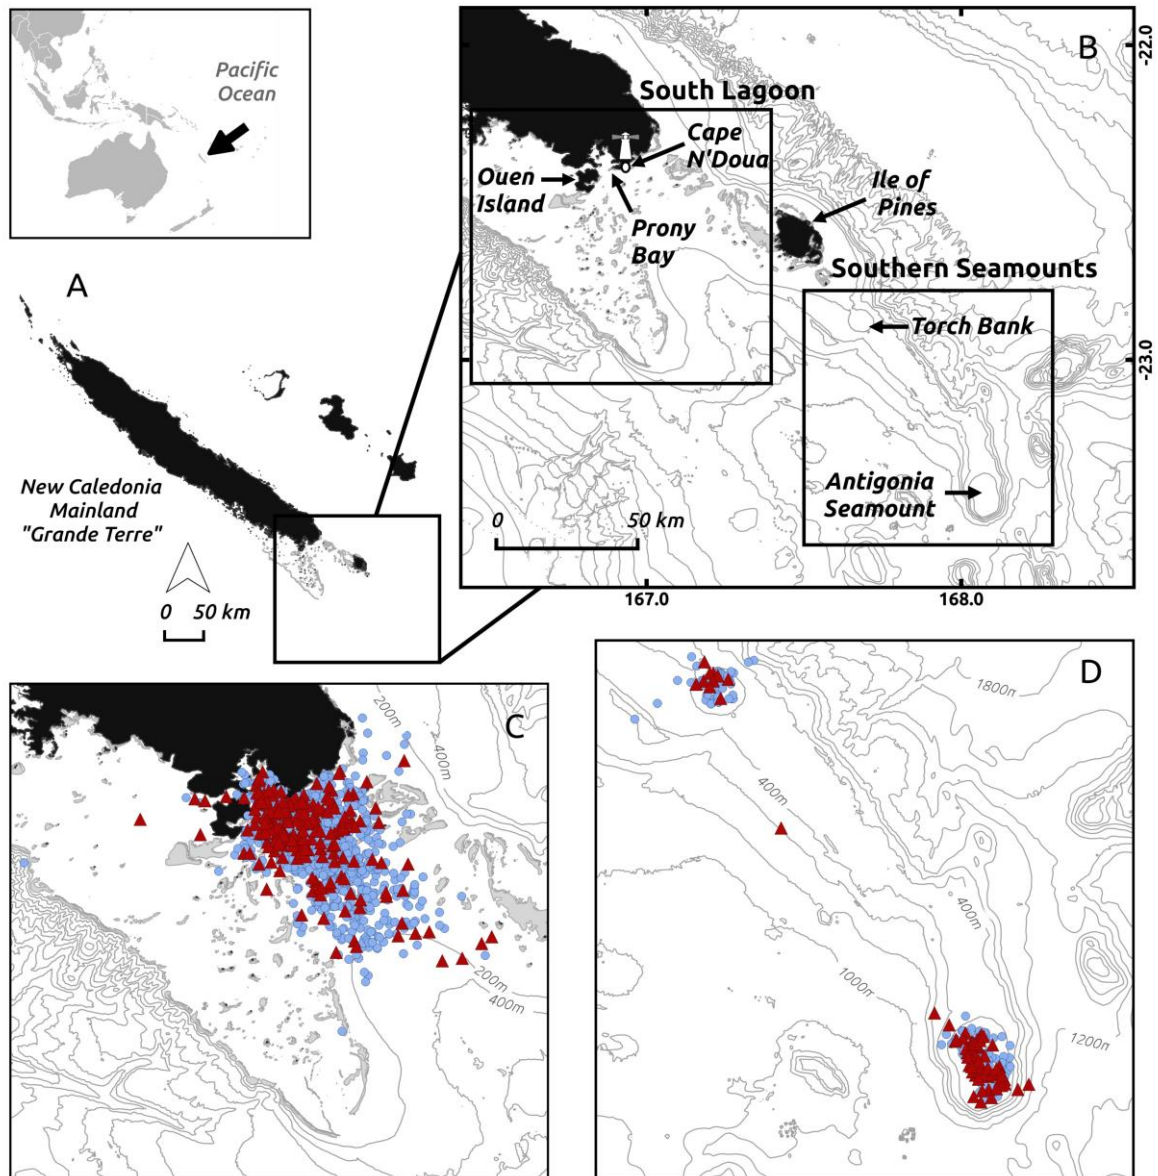 Pacific
Ocean
A
New Caledonia
Mainland
"Grande Terre"
0 50 km
B
-22.0
South Lagoon
Cape
N'Doua
Ouen
Island
Prony
Bay
Ile of
Pines
Southern Seamounts
Torch Bank
-23.0
Antigonia
Seamount
0 50 km
167.0 168.0
C
200m
400m
200m
400m
D
1800m
400m
400m
1000m
1200m